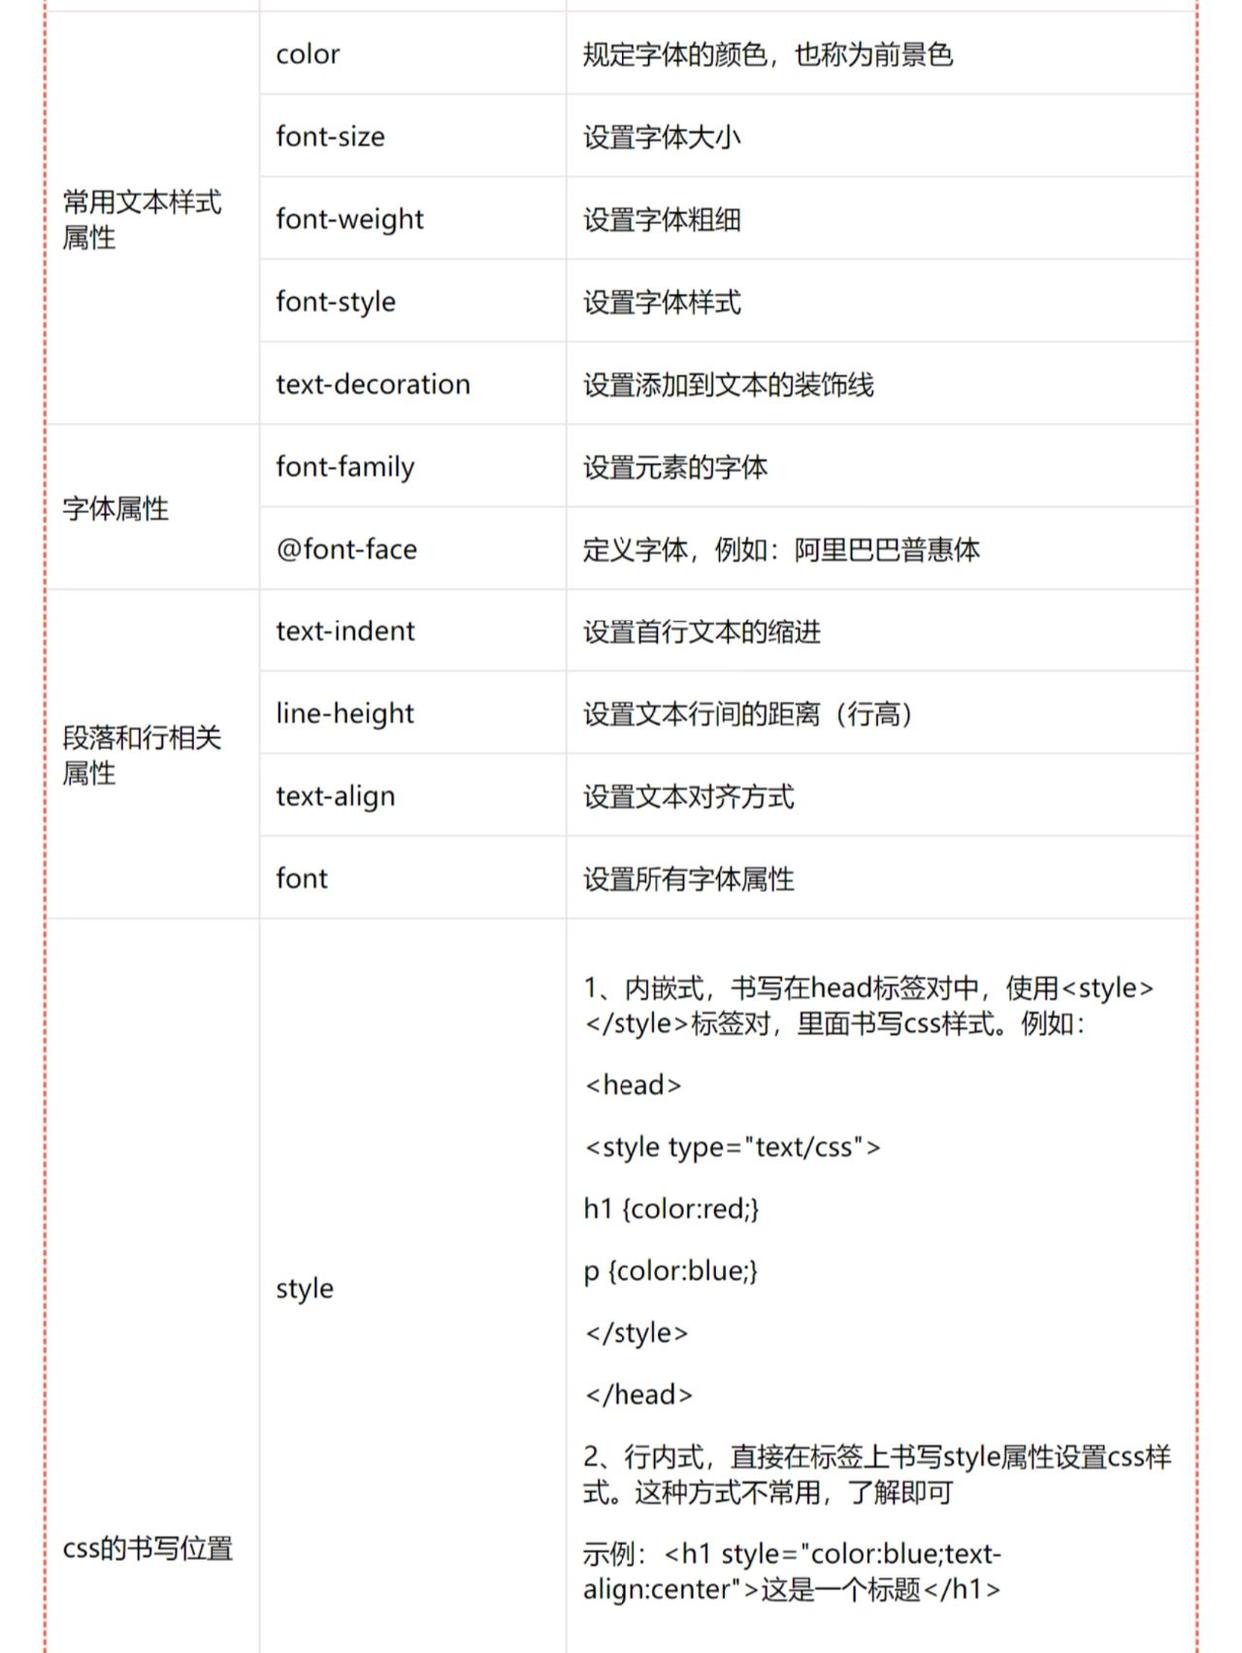 color
规定字体的颜色，也称为前景色
font-size
设置字体大小
常用文本样式
属性
font-weight
设置字体粗细
font-style
设置字体样式
text-decoration
设置添加到文本的装饰线
字体属性
font-family
设置元素的字体
@font-face
定义字体，例如：阿里巴巴普惠体
段落和行相关
属性
text-indent
设置首行文本的缩进
line-height
设置文本行间的距离（行高）
text-align
设置文本对齐方式
font
设置所有字体属性
css的书写位置
style
1、内嵌式，书写在head标签对中，使用<style>
</style>标签对，里面书写css样式。例如：
<head>
<style type="text/css">
h1 {color:red;}
p {color:blue;}
</style>
</head>
2、行内式，直接在标签上书写style属性设置css样
式。这种方式不常用，了解即可
示例：<h1 style="color:blue;text-
align:center">这是一个标题</h1>